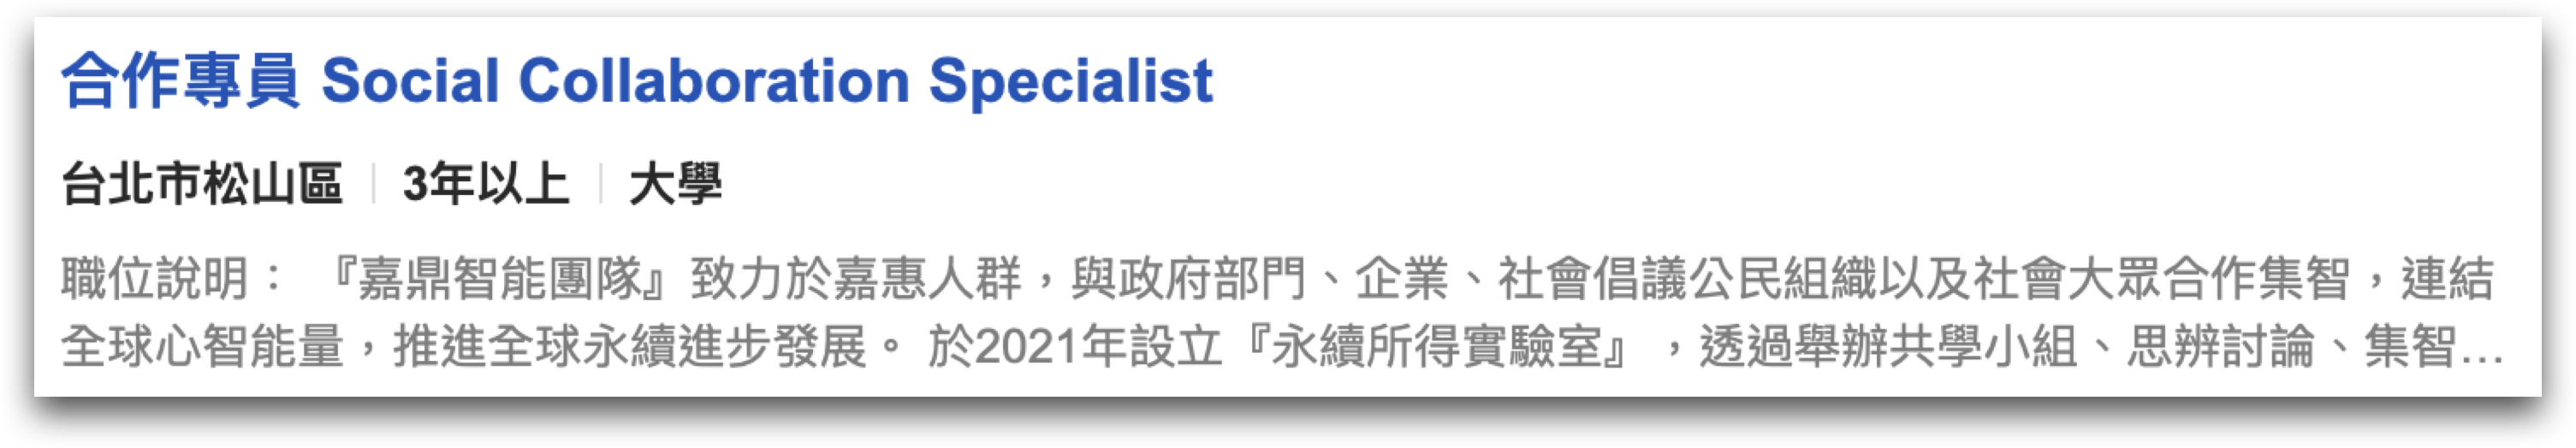 合作專員 Social Collaboration Specialist
台北市松山區 | 3年以上 | 大學
職位說明： 『嘉鼎智能團隊』致力於嘉惠人群，與政府部門、企業、社會倡議公民組織以及社會大眾合作集智，連結
全球心智能量，推進全球永續進步發展。 於2021年設立『永續所得實驗室』，透過舉辦共學小組、思辨討論、集智...